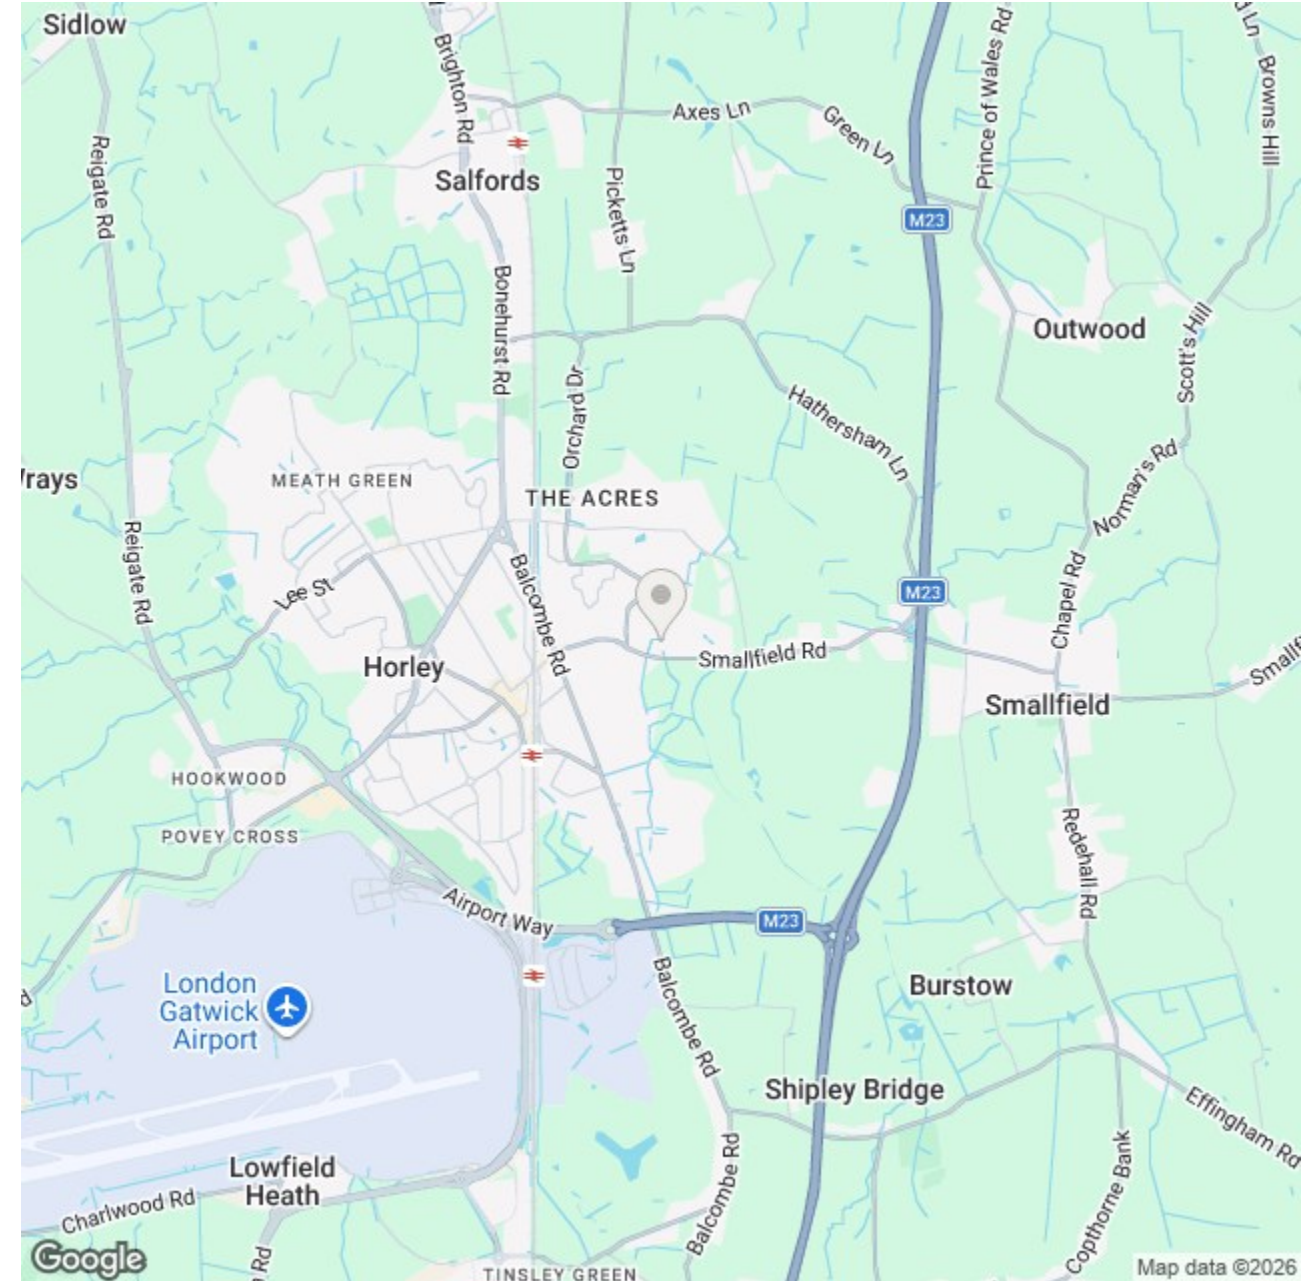 Sidlow
Brighton Rd
Axes Ln
Green Ln
Prince of Wales Rd
Browns Hill
Reigate Rd
Salfords
Picketts Ln
M23
Bonehurst Rd
Outwood
Scott's Hill
Orchard Dr
Hathersham Ln
MEATH GREEN
THE ACRES
Norman's Rd
Reigate Rd
Lee St
Balcombe Rd
M23
Chapel Rd
Horley
Smallfield Rd
Smallfield
HOOKWOOD
POVEY CROSS
Redehall Rd
Airport Way
M23
London
Gatwick
Airport
Balcombe Rd
Burstow
Shipley Bridge
Effingham Rd
Lowfield
Heath
Charlwood Rd
Balcombe Rd
Copthorne Bank
Google
Rd
TINSLEY GREEN
Map data ©2026